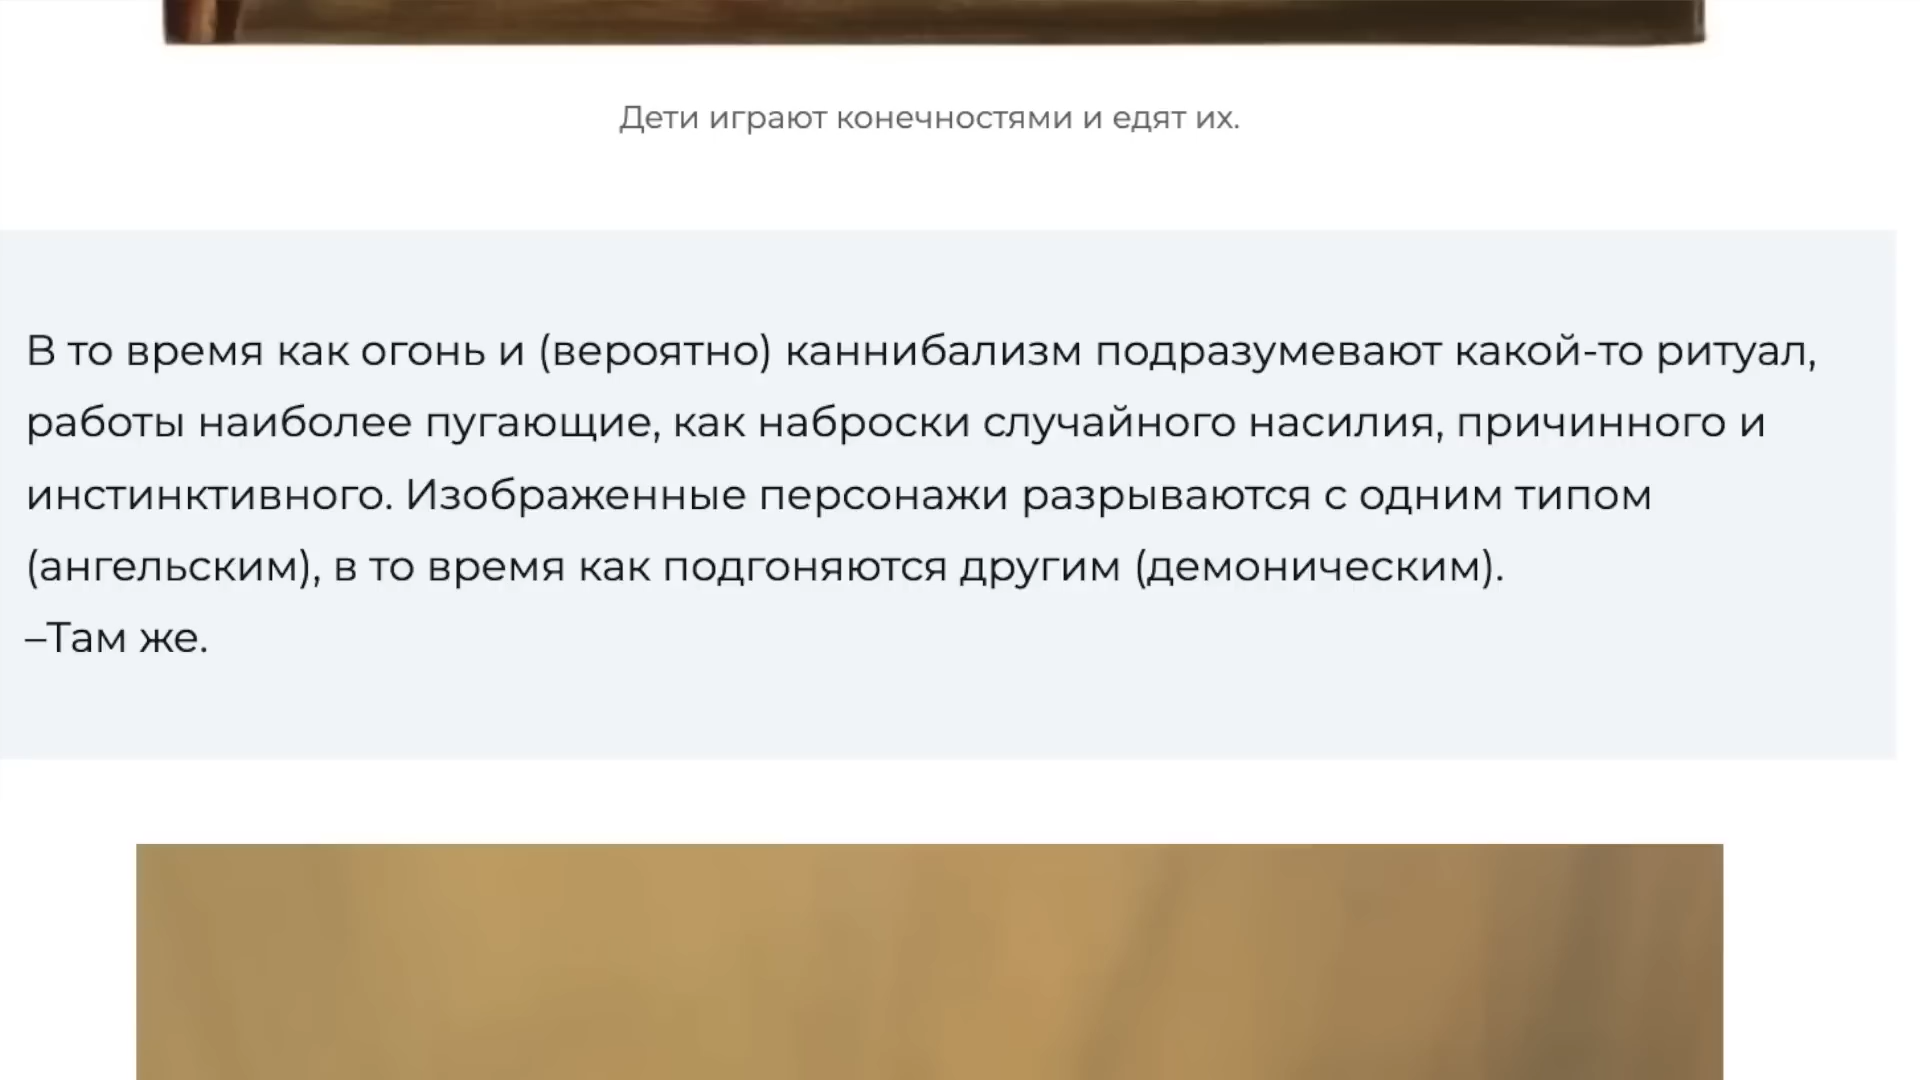 Дети играют конечностями и едят их.
В то время как огонь и (вероятно) каннибализм подразумевают какой-то ритуал,
работы наиболее пугающие, как наброски случайного насилия, причинного и
инстинктивного. Изображенные персонажи разрываются с одним типом
(ангельским), в то время как подгоняются другим (демоническим).
–Там же.